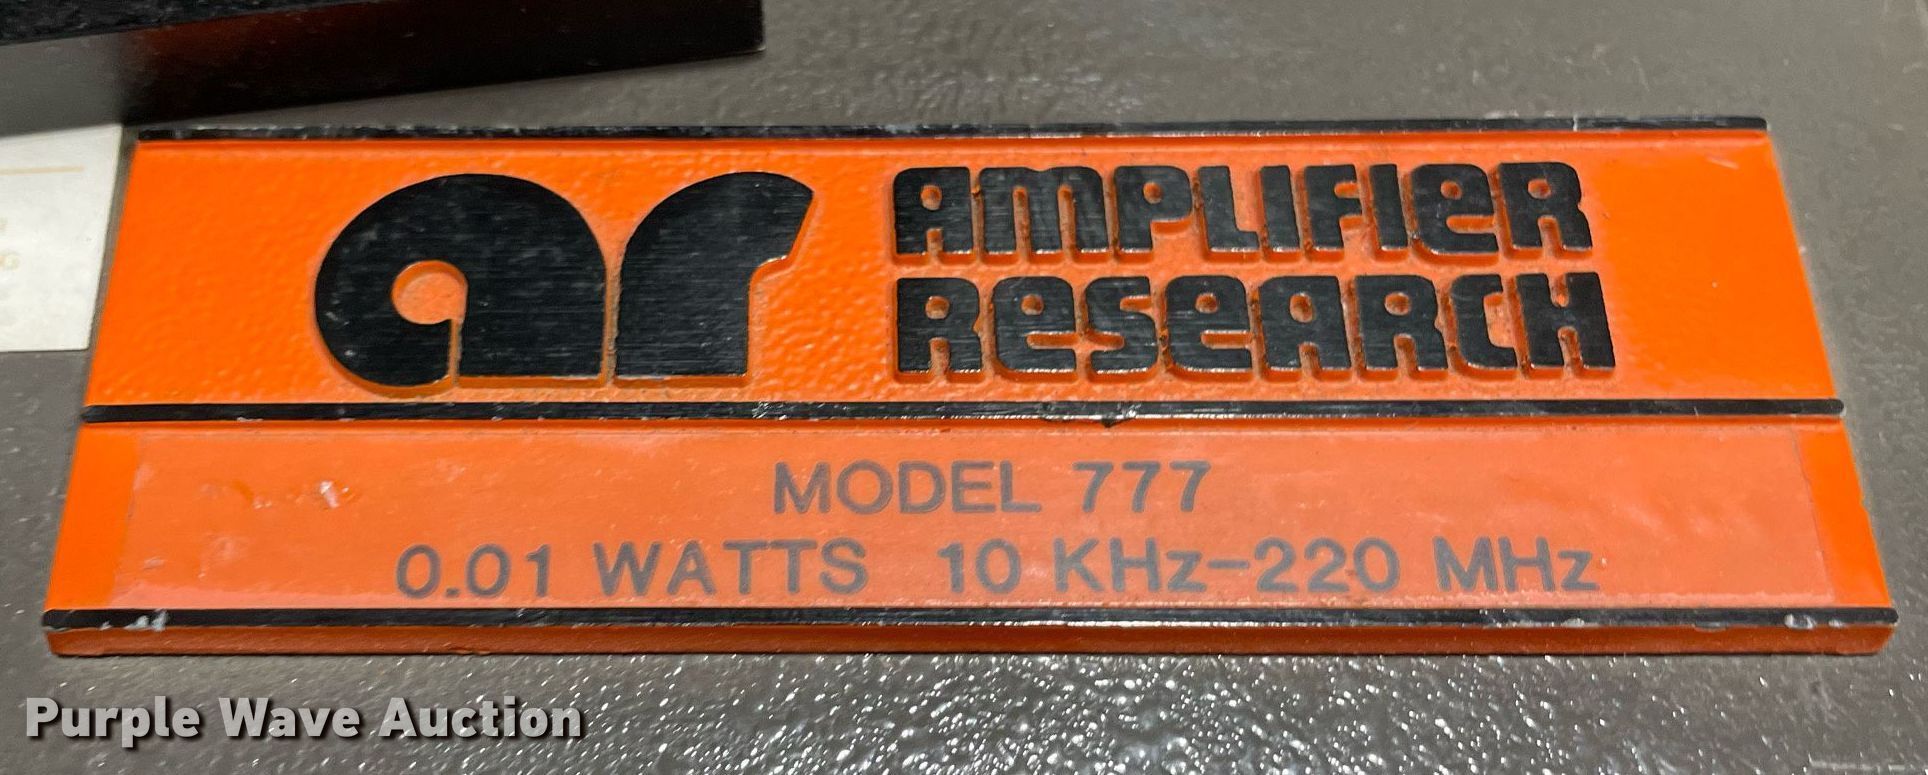 ar
AMPLIFIER
ReSeARCH
MODEL 777
0.01 WATTS 10 KHz-220 MHz
Purple Wave Auction